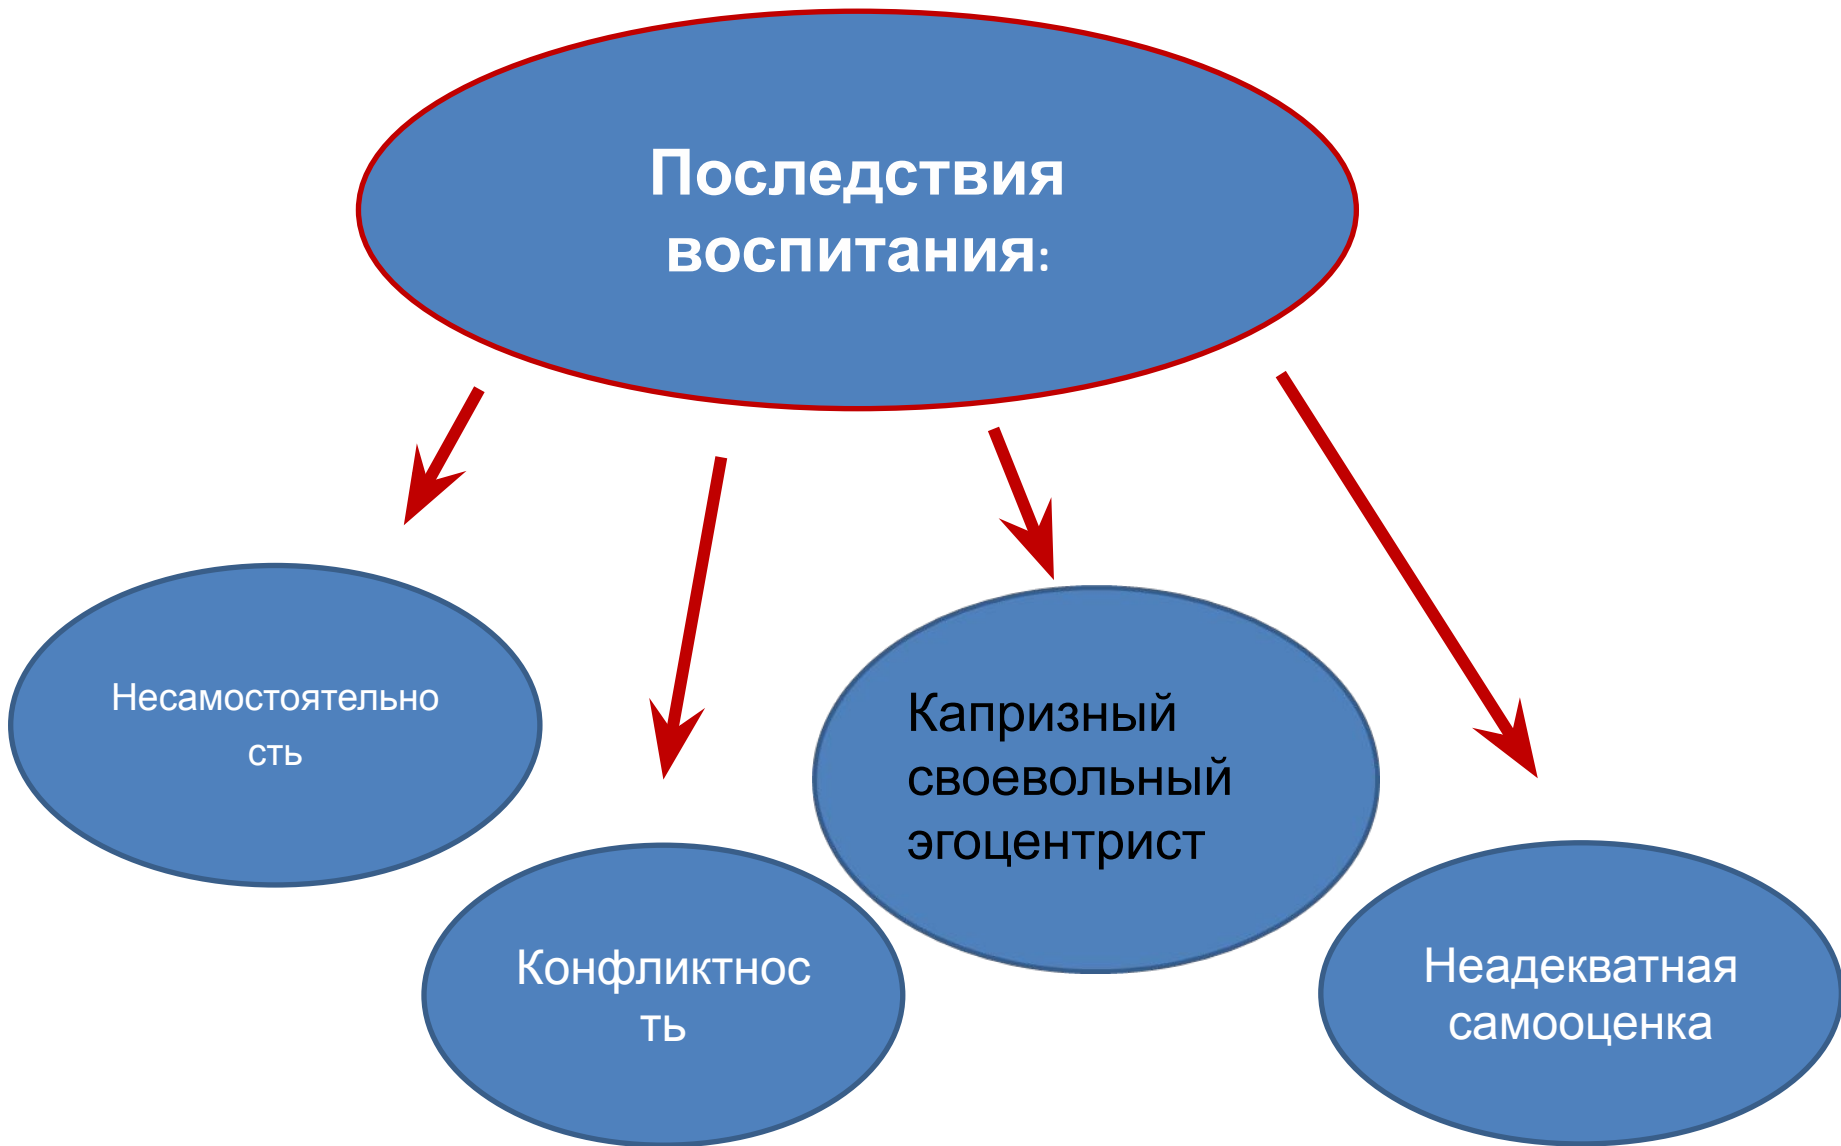 Последствия
воспитания:
Несамостоятельно
сть
Конфликтнос
ть
Капризный
своевольный
эгоцентрист
Неадекватная
самооценка